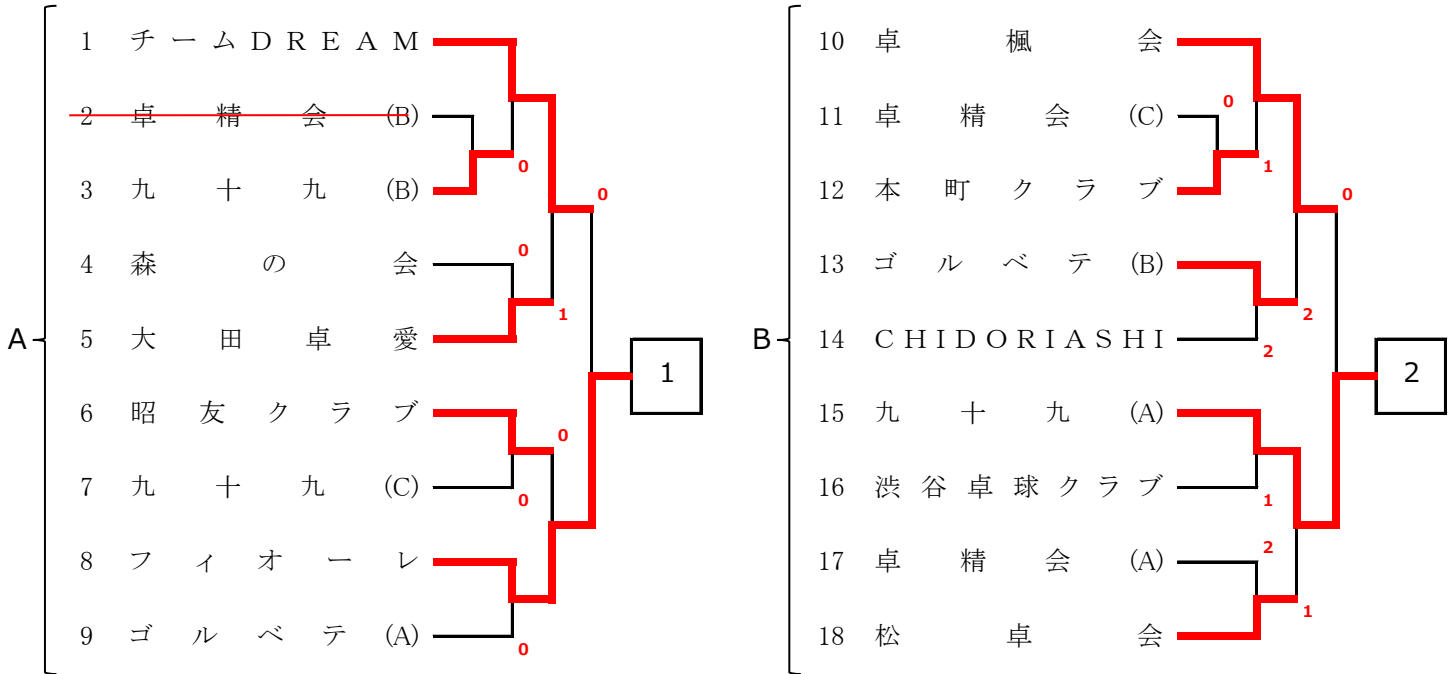 1 チームDREAM
2 卓精会(B)
0
3 九十九(B)
0
4 森の会
0
1
A
5 大田卓愛
1
6 昭友クラブ
0
7 九十九(C)
0
8 フィオーレ
9 ゴルベテ(A)
0
10 卓楓会
0
11 卓精会(C)
1
12 本町クラブ
0
13 ゴルベテ(B)
2
B
14 CHIDORIASHI
2
2
15 九十九(A)
16 渋谷卓球クラブ
1
2
17 卓精会(A)
1
18 松卓会